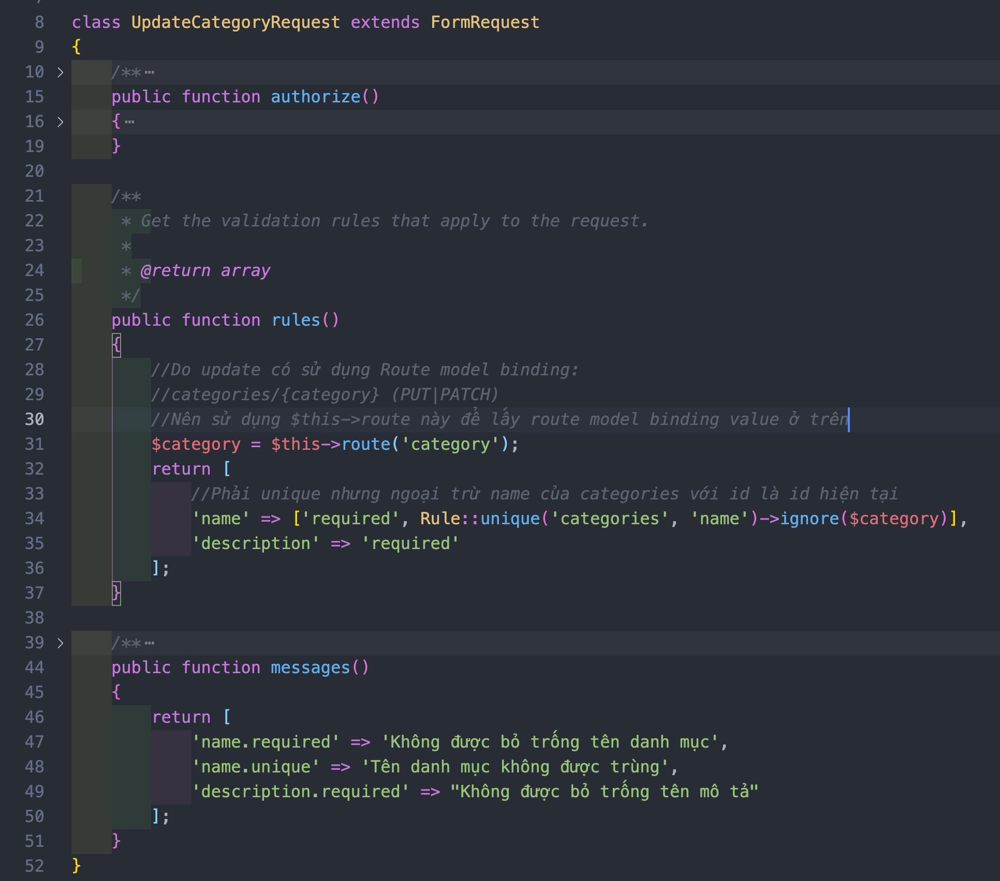 8 class UpdateCategoryRequest extends FormRequest
9 {
10 > /** ⋯
15 public function authorize()
16 > { ⋯
19 }
20
21 /**
22 * Get the validation rules that apply to the request.
23 *
24 * @return array
25 */
26 public function rules()
27 {
28 //Do update có sử dụng Route model binding:
29 //categories/{category} (PUT|PATCH)
30 //Nên sử dụng $this->route này để lấy route model binding value ở trên
31 $category = $this->route('category');
32 return [
33 //Phải unique nhưng ngoại trừ name của categories với id là id hiện tại
34 'name' => ['required', Rule::unique('categories', 'name')->ignore($category)],
35 'description' => 'required'
36 ];
37 }
38
39 > /** ⋯
44 public function messages()
45 {
46 return [
47 'name.required' => 'Không được bỏ trống tên danh mục',
48 'name.unique' => 'Tên danh mục không được trùng',
49 'description.required' => "Không được bỏ trống tên mô tả"
50 ];
51 }
52 }